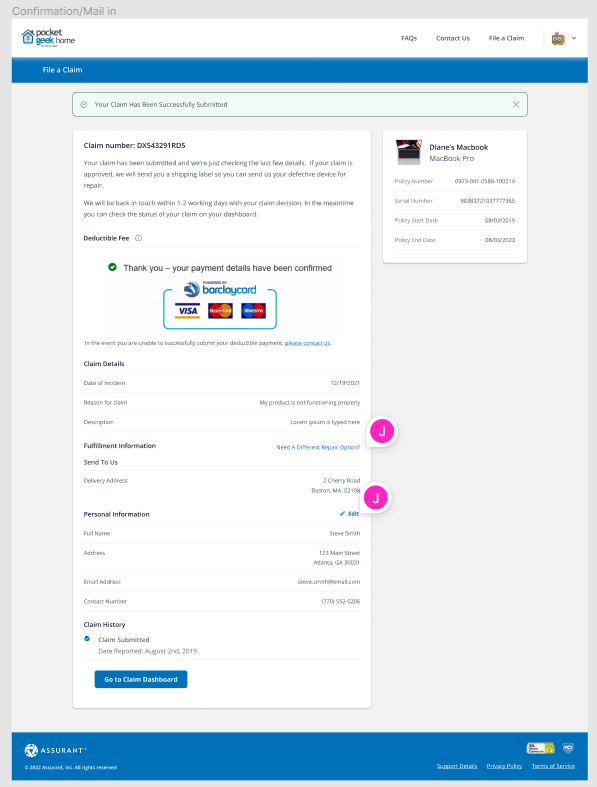 Confirmation/Mail in
pocket
geek home
By Assurant
FAQs
Contact Us
File a Claim
File a Claim
Your Claim Has Been Successfully Submitted
Claim number: DX543291RD5
Your claim has been submitted and we're just checking the last few details. If your claim is
approved, we will send you a shipping label so you can send us your defective device for
repair.
We will be back in touch within 1-2 working days with your claim decision. In the meantime
you can check the status of your claim on your dashboard.
Deductible Fee
Thank you – your payment details have been confirmed
POWERED BY
barclaycard
VISA MasterCard Maestro
In the event you are unable to successfully submit your deductible payment, please contact us.
Claim Details
Date of Incident 12/19/2021
Reason for claim My product is not functioning properly
Description Lorem ipsum is typed here
J
Fulfillment Information Need A Different Repair Option?
Send To Us
Delivery Address 2 Cherry Road
Boston, MA. 02108
J
Personal Information Edit
Full Name Steve Smith
Address 123 Main Street
Atlanta, GA 30031
Email Address steve.smith@email.com
Contact Number (770) 552-0206
Claim History
Claim Submitted
Date Reported: August 2nd, 2019
Go to Claim Dashboard
Diane's Macbook
MacBook Pro
Policy Number 0973-041-0588-100214
Serial Number 98383721037777365
Policy Start Date 08/03/2019
Policy End Date 08/03/2023
ASSURANT
© 2022 Assurant, Inc. All rights reserved
PCI
Support Details
Privacy Policy
Terms of Service